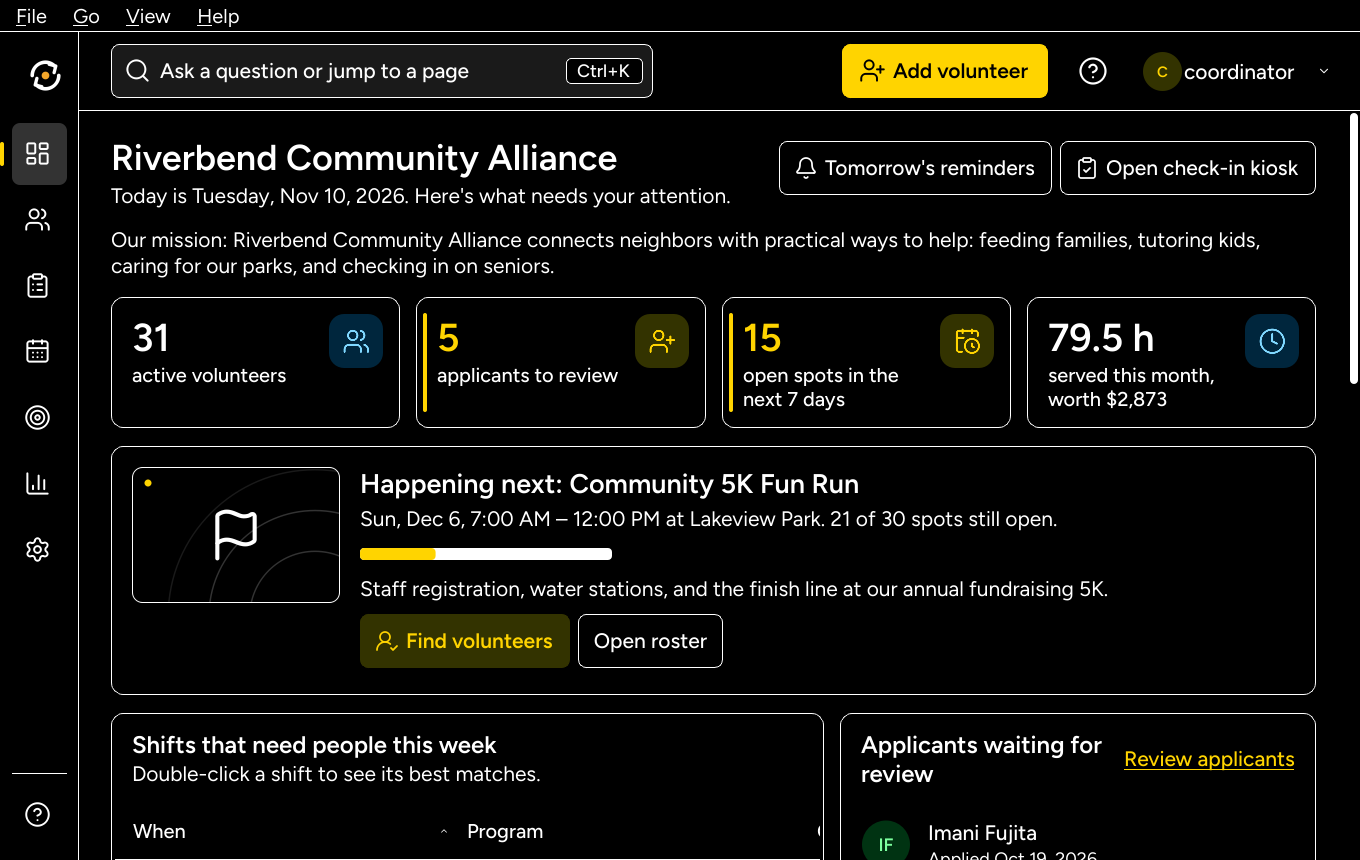 File Go View Help
Ask a question or jump to a page Ctrl+K
Add volunteer
C coordinator
Riverbend Community Alliance
Today is Tuesday, Nov 10, 2026. Here's what needs your attention.
Tomorrow's reminders
Open check-in kiosk
Our mission: Riverbend Community Alliance connects neighbors with practical ways to help: feeding families, tutoring kids,
caring for our parks, and checking in on seniors.
31
active volunteers
5
applicants to review
15
open spots in the
next 7 days
79.5 h
served this month,
worth $2,873
Happening next: Community 5K Fun Run
Sun, Dec 6, 7:00 AM – 12:00 PM at Lakeview Park. 21 of 30 spots still open.
Staff registration, water stations, and the finish line at our annual fundraising 5K.
Find volunteers
Open roster
Shifts that need people this week
Double-click a shift to see its best matches.
When Program
Applicants waiting for
review
Review applicants
IF
Imani Fujita
Applied Oct 19, 2026